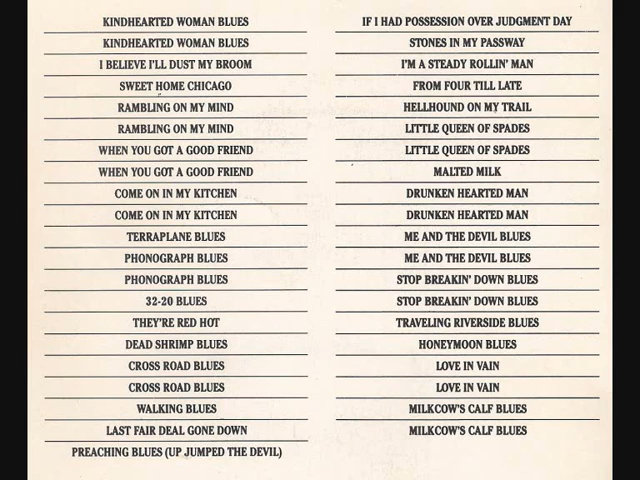 KINDHEARTED WOMAN BLUES
KINDHEARTED WOMAN BLUES
I BELIEVE I'LL DUST MY BROOM
SWEET HOME CHICAGO
RAMBLING ON MY MIND
RAMBLING ON MY MIND
WHEN YOU GOT A GOOD FRIEND
WHEN YOU GOT A GOOD FRIEND
COME ON IN MY KITCHEN
COME ON IN MY KITCHEN
TERRAPLANE BLUES
PHONOGRAPH BLUES
PHONOGRAPH BLUES
32-20 BLUES
THEY'RE RED HOT
DEAD SHRIMP BLUES
CROSS ROAD BLUES
CROSS ROAD BLUES
WALKING BLUES
LAST FAIR DEAL GONE DOWN
PREACHING BLUES (UP JUMPED THE DEVIL)
IF I HAD POSSESSION OVER JUDGMENT DAY
STONES IN MY PASSWAY
I'M A STEADY ROLLIN' MAN
FROM FOUR TILL LATE
HELLHOUND ON MY TRAIL
LITTLE QUEEN OF SPADES
LITTLE QUEEN OF SPADES
MALTED MILK
DRUNKEN HEARTED MAN
DRUNKEN HEARTED MAN
ME AND THE DEVIL BLUES
ME AND THE DEVIL BLUES
STOP BREAKIN' DOWN BLUES
STOP BREAKIN' DOWN BLUES
TRAVELING RIVERSIDE BLUES
HONEYMOON BLUES
LOVE IN VAIN
LOVE IN VAIN
MILKCOW'S CALF BLUES
MILKCOW'S CALF BLUES